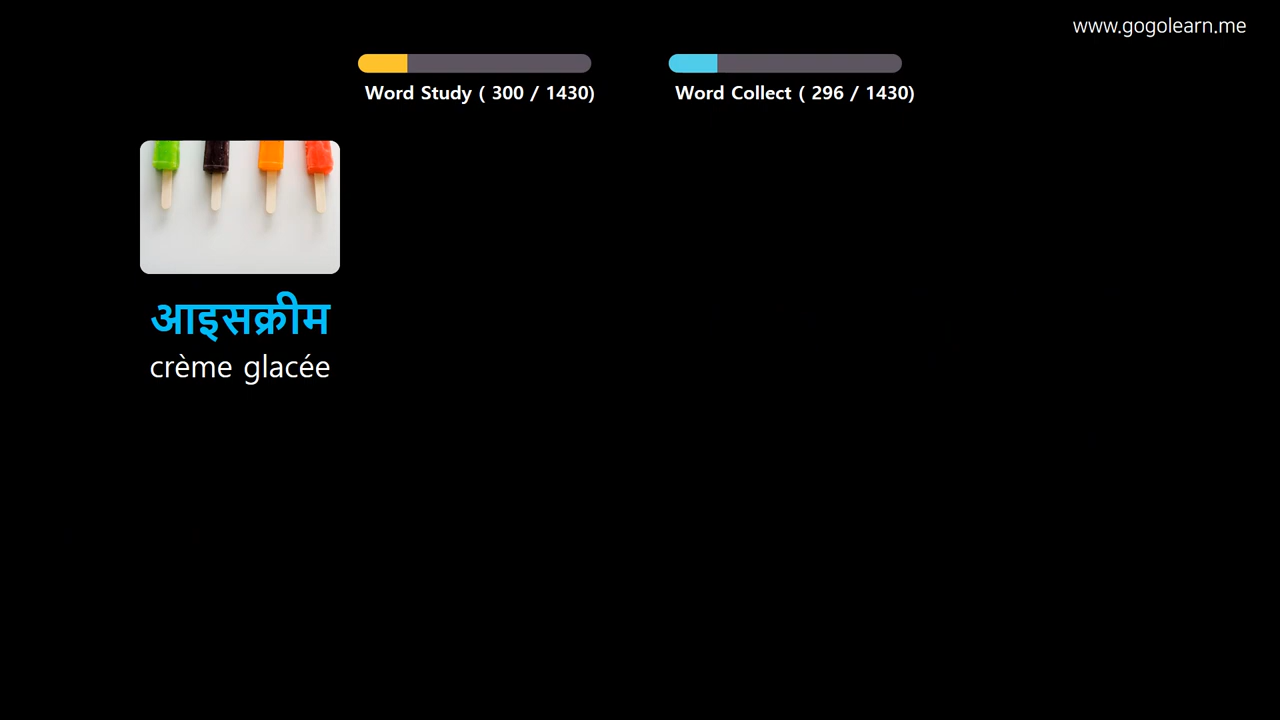 www.gogolearn.me
Word Study ( 300 / 1430)
Word Collect ( 296 / 1430)
आइसक्रीम
crème glacée